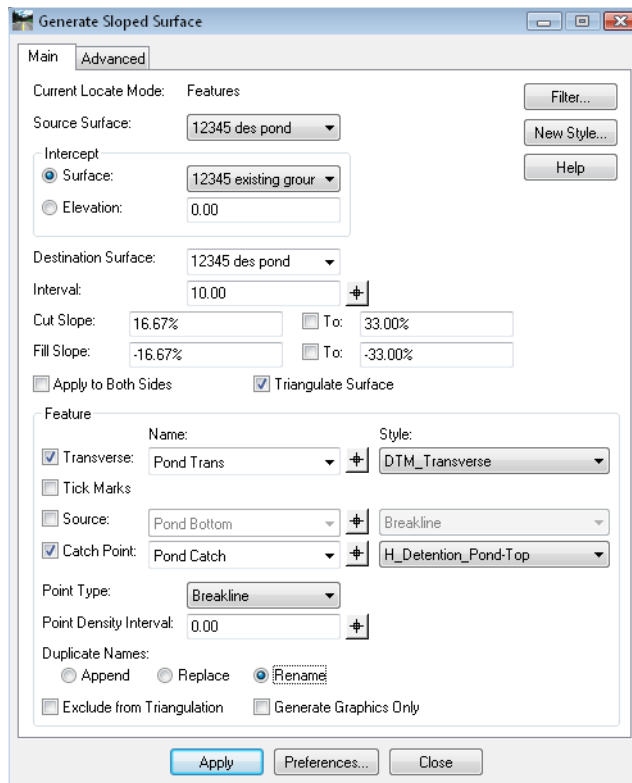 Generate Sloped Surface
Main Advanced
Current Locate Mode: Features
Filter...
Source Surface: 12345 des pond
New Style...
Intercept
Help
Surface: 12345 existing grour
Elevation: 0.00
Destination Surface: 12345 des pond
Interval: 10.00
Cut Slope: 16.67% To: 33.00%
Fill Slope: -16.67% To: -33.00%
Apply to Both Sides Triangulate Surface
Feature
Name: Style:
Transverse: Pond Trans DTM_Transverse
Tick Marks
Source: Pond Bottom Breakline
Catch Point: Pond Catch H_Detention_Pond-Top
Point Type: Breakline
Point Density Interval: 0.00
Duplicate Names:
Append Replace Rename
Exclude from Triangulation Generate Graphics Only
Apply Preferences... Close